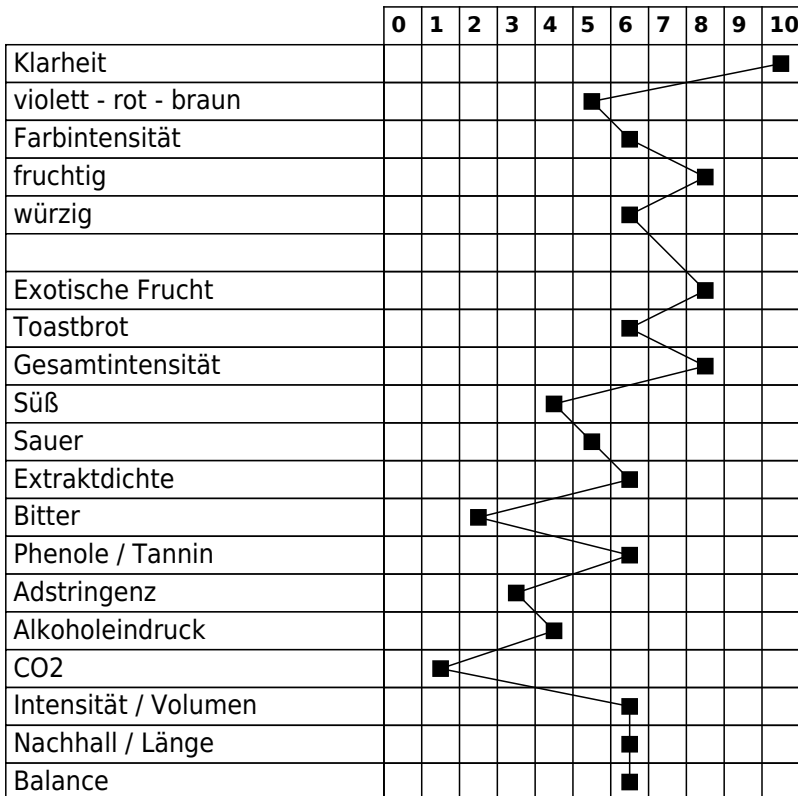 0 1 2 3 4 5 6 7 8 9 10
Klarheit
violett - rot - braun
Farbintensität
fruchtig
würzig
Exotische Frucht
Toastbrot
Gesamtintensität
Süß
Sauer
Extraktdichte
Bitter
Phenole / Tannin
Adstringenz
Alkoholeindruck
CO2
Intensität / Volumen
Nachhall / Länge
Balance